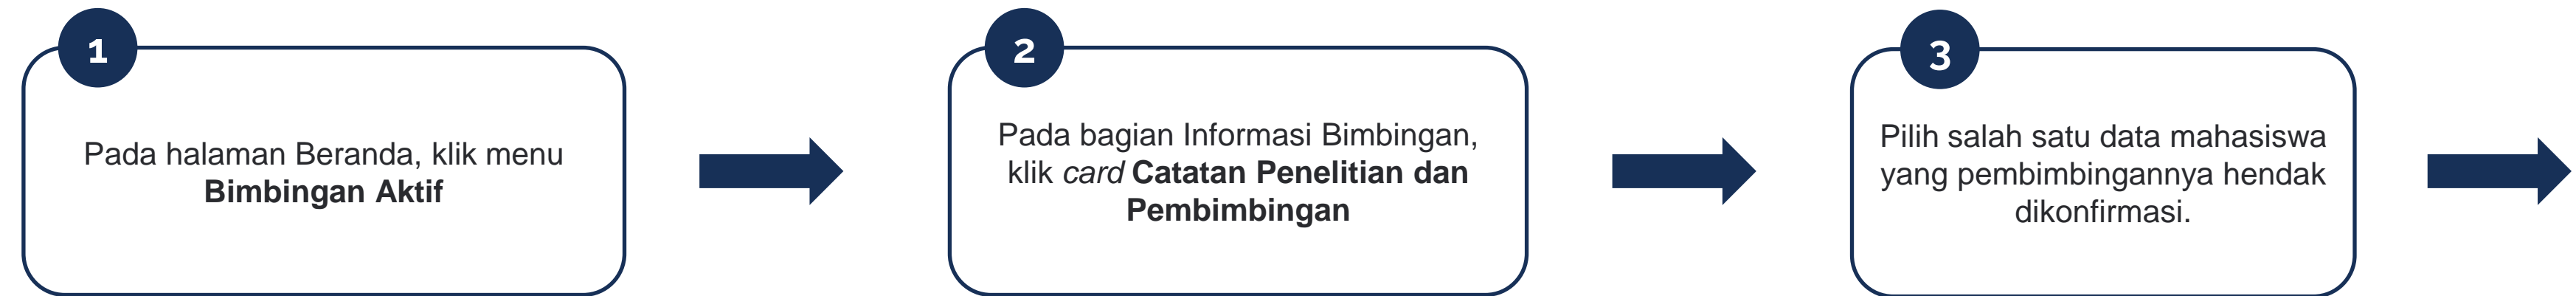 1
Pada halaman Beranda, klik menu
Bimbingan Aktif
2
Pada bagian Informasi Bimbingan,
klik card Catatan Penelitian dan
Pembimbingan
3
Pilih salah satu data mahasiswa
yang pembimbingannya hendak
dikonfirmasi.